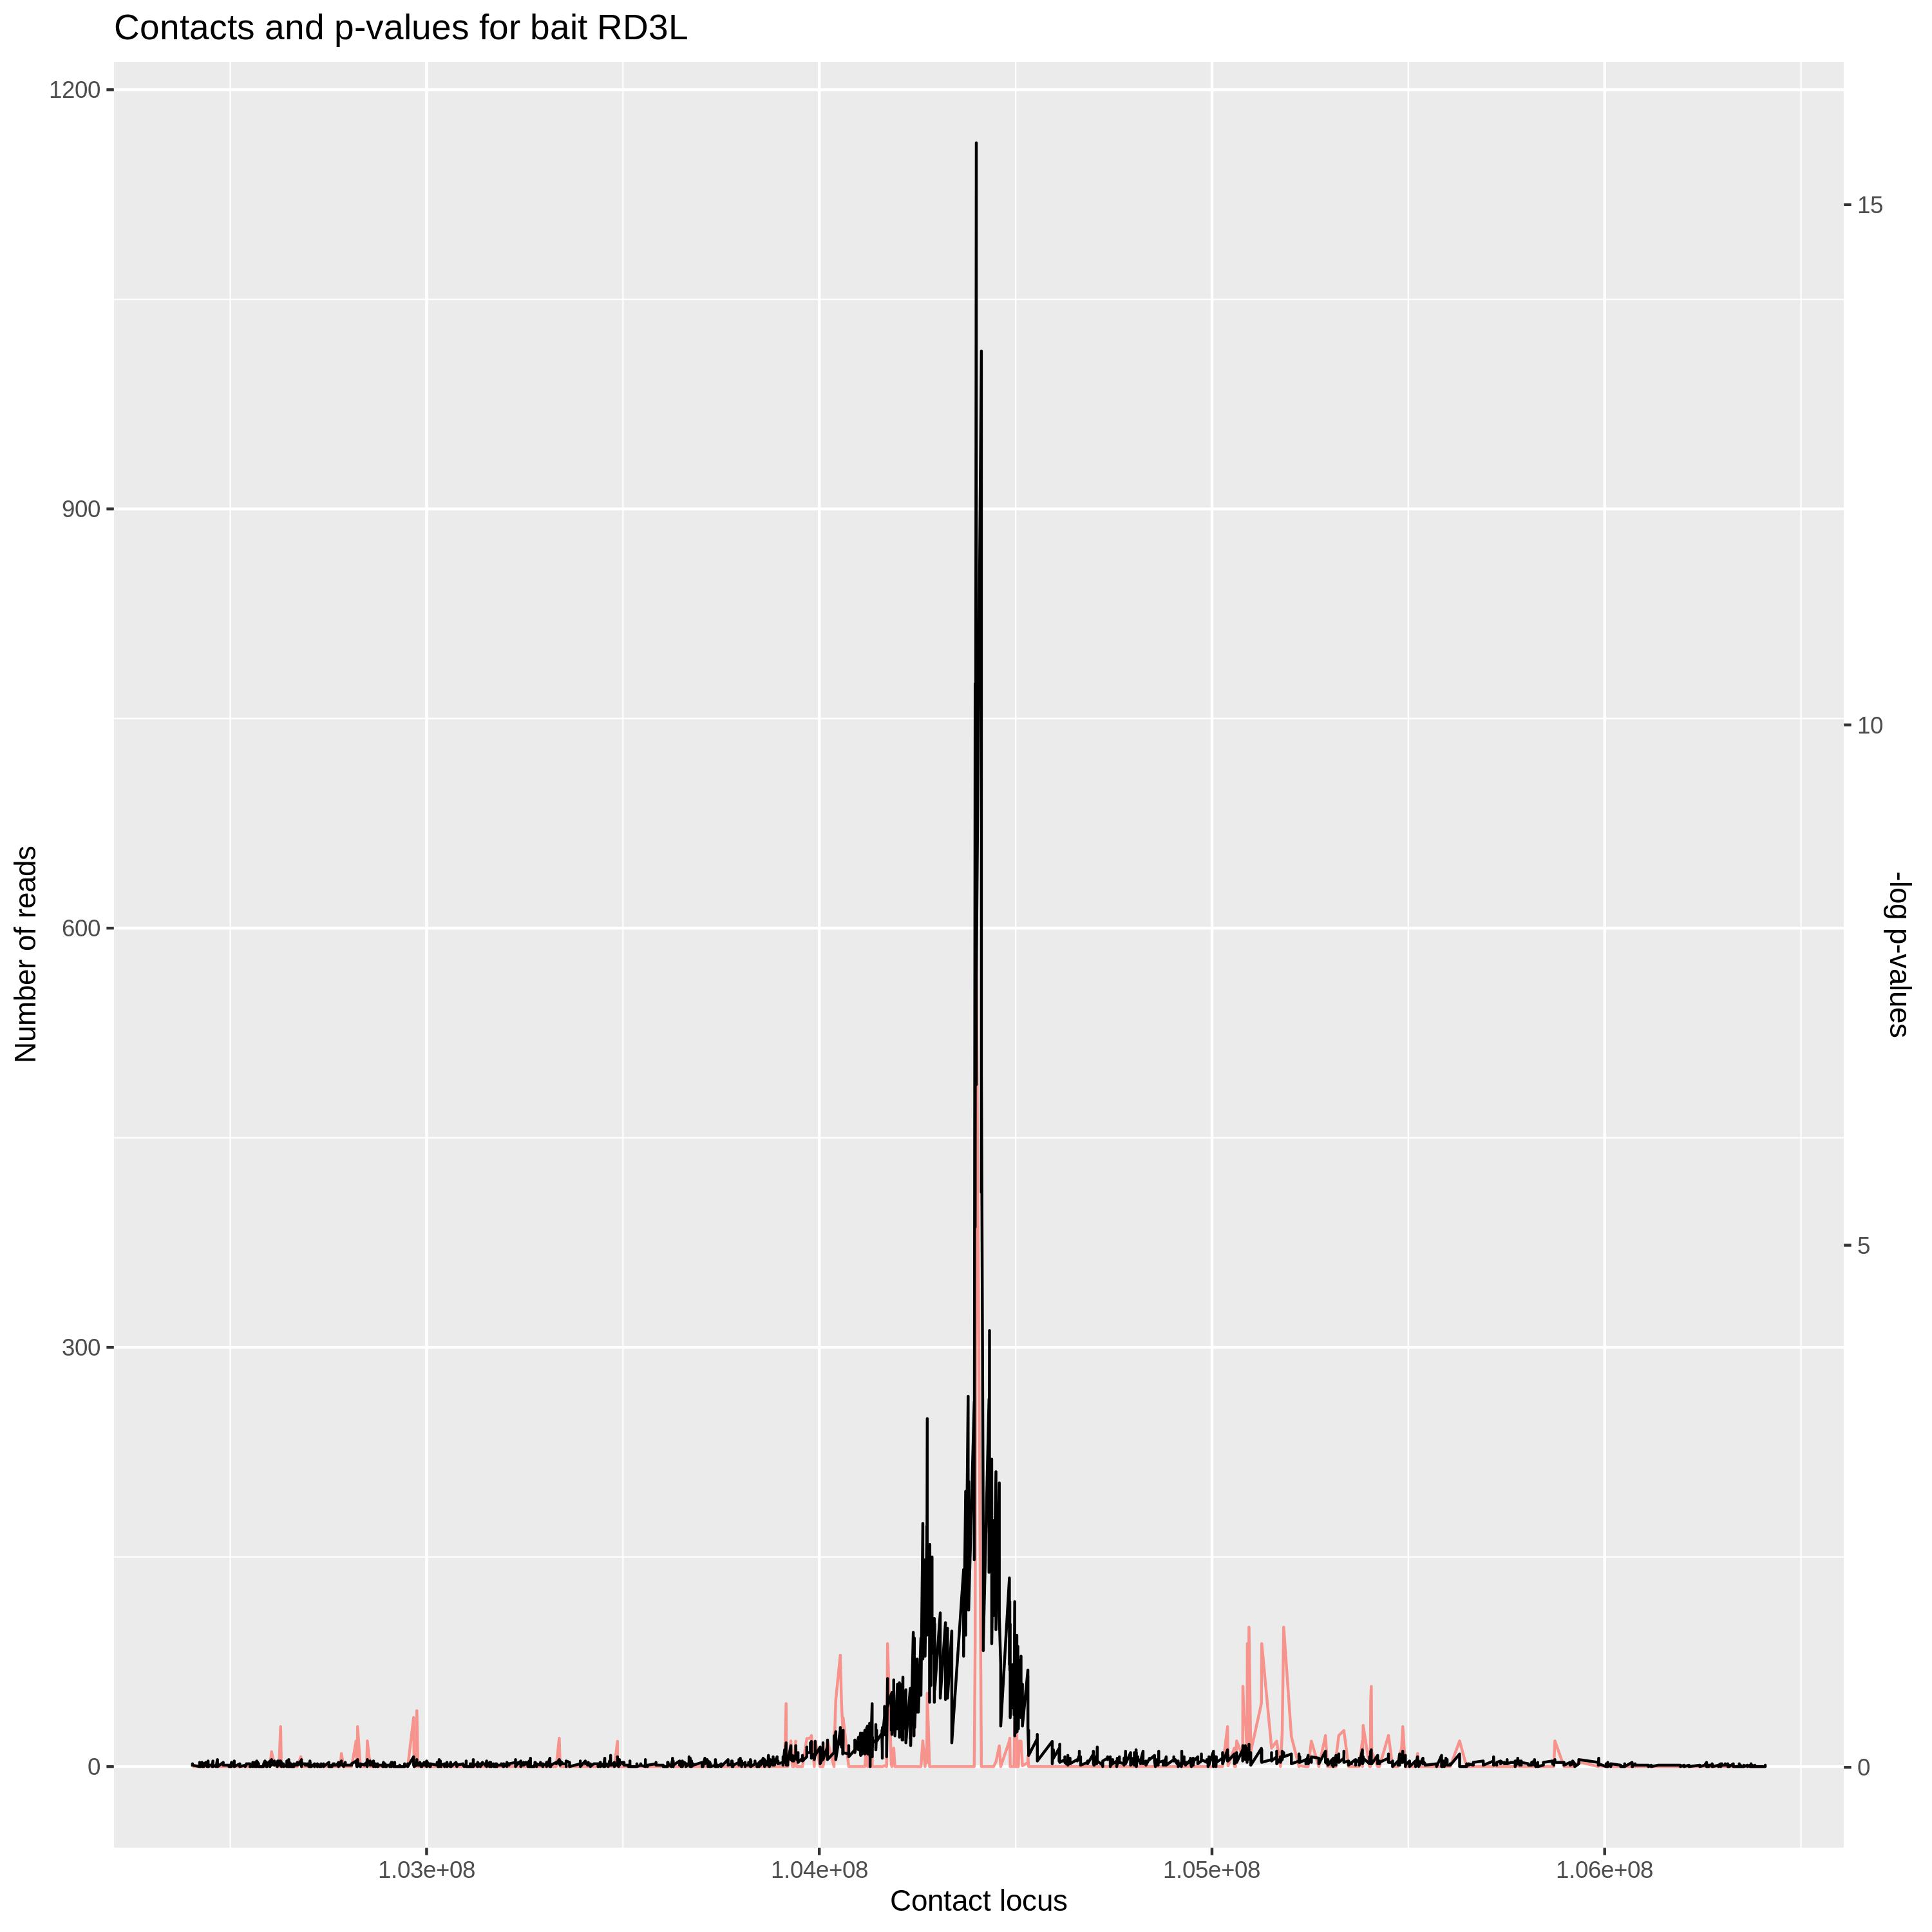 Contacts and p-values for bait RD3L
1200
900
600
300
0
Number of reads
15
10
5
0
-log p-values
1.03e+08
1.04e+08
1.05e+08
1.06e+08
Contact locus